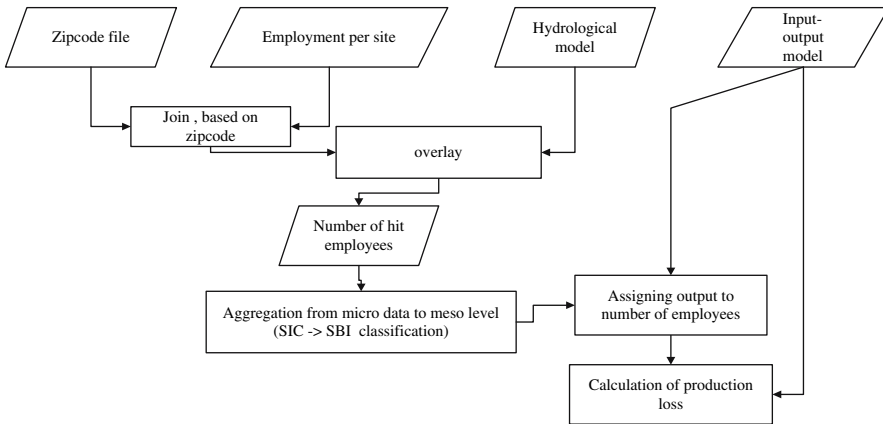 Zipcode file
Employment per site
Hydrological
model
Input-
output
model
Join , based on
zipcode
overlay
Number of hit
employees
Aggregation from micro data to meso level
(SIC -> SBI classification)
Assigning output to
number of employees
Calculation of production
loss